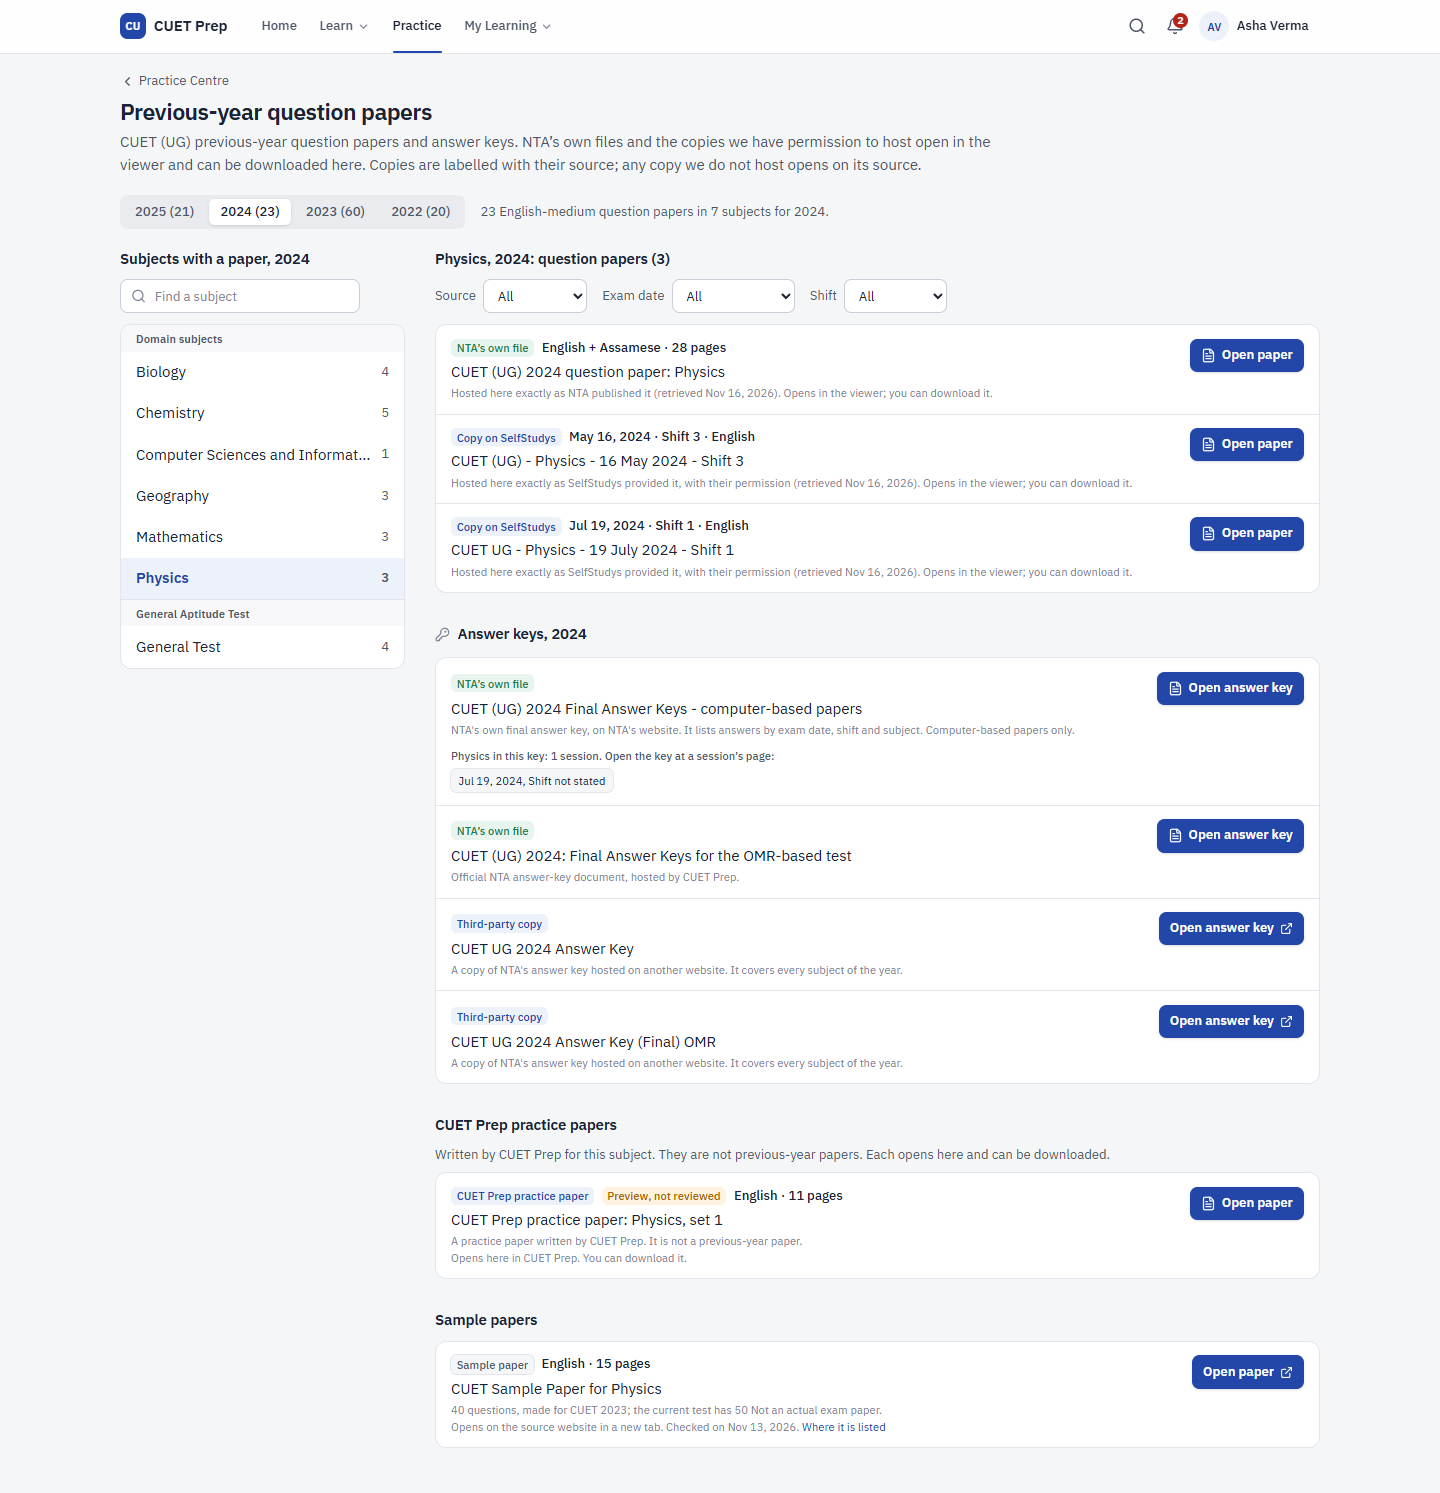 CU CUET Prep Home Learn Practice My Learning 2 AV Asha Verma
Practice Centre
Previous-year question papers
CUET (UG) previous-year question papers and answer keys. NTA’s own files and the copies we have permission to host open in the
viewer and can be downloaded here. Copies are labelled with their source; any copy we do not host opens on its source.
2025 (21) 2024 (23) 2023 (60) 2022 (20) 23 English-medium question papers in 7 subjects for 2024.
Subjects with a paper, 2024
Find a subject
Domain subjects
Biology 4
Chemistry 5
Computer Sciences and Informat... 1
Geography 3
Mathematics 3
Physics 3
General Aptitude Test
General Test 4
Physics, 2024: question papers (3)
Source All Exam date All Shift All
NTA’s own file English + Assamese · 28 pages
CUET (UG) 2024 question paper: Physics
Hosted here exactly as NTA published it (retrieved Nov 16, 2026). Opens in the viewer; you can download it.
Open paper
Copy on SelfStudys May 16, 2024 · Shift 3 · English
CUET (UG) - Physics - 16 May 2024 - Shift 3
Hosted here exactly as SelfStudys provided it, with their permission (retrieved Nov 16, 2026). Opens in the viewer; you can download it.
Open paper
Copy on SelfStudys Jul 19, 2024 · Shift 1 · English
CUET UG - Physics - 19 July 2024 - Shift 1
Hosted here exactly as SelfStudys provided it, with their permission (retrieved Nov 16, 2026). Opens in the viewer; you can download it.
Open paper
Answer keys, 2024
NTA’s own file
CUET (UG) 2024 Final Answer Keys - computer-based papers
NTA's own final answer key, on NTA's website. It lists answers by exam date, shift and subject. Computer-based papers only.
Physics in this key: 1 session. Open the key at a session’s page:
Jul 19, 2024, Shift not stated
Open answer key
NTA’s own file
CUET (UG) 2024: Final Answer Keys for the OMR-based test
Official NTA answer-key document, hosted by CUET Prep.
Open answer key
Third-party copy
CUET UG 2024 Answer Key
A copy of NTA's answer key hosted on another website. It covers every subject of the year.
Open answer key
Third-party copy
CUET UG 2024 Answer Key (Final) OMR
A copy of NTA's answer key hosted on another website. It covers every subject of the year.
Open answer key
CUET Prep practice papers
Written by CUET Prep for this subject. They are not previous-year papers. Each opens here and can be downloaded.
CUET Prep practice paper Preview, not reviewed English · 11 pages
CUET Prep practice paper: Physics, set 1
A practice paper written by CUET Prep. It is not a previous-year paper.
Opens here in CUET Prep. You can download it.
Open paper
Sample papers
Sample paper English · 15 pages
CUET Sample Paper for Physics
40 questions, made for CUET 2023; the current test has 50 Not an actual exam paper.
Opens on the source website in a new tab. Checked on Nov 13, 2026. Where it is listed
Open paper